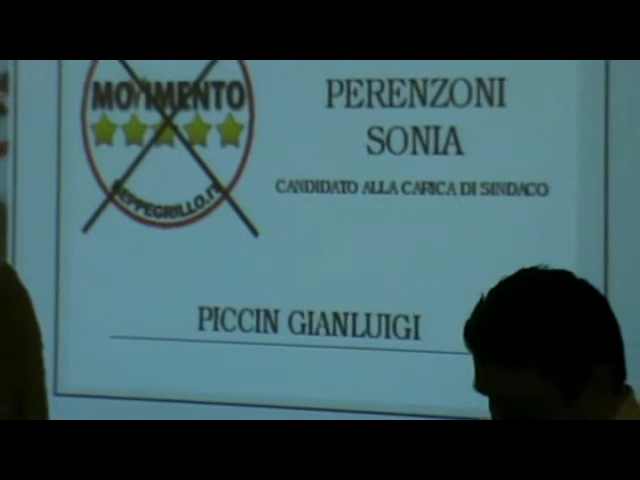 MOVIMENTO
BEPPEGRILLO.IT
PERENZONI
SONIA
CANDIDATO ALLA CARICA DI SINDACO
PICCIN GIANLUIGI